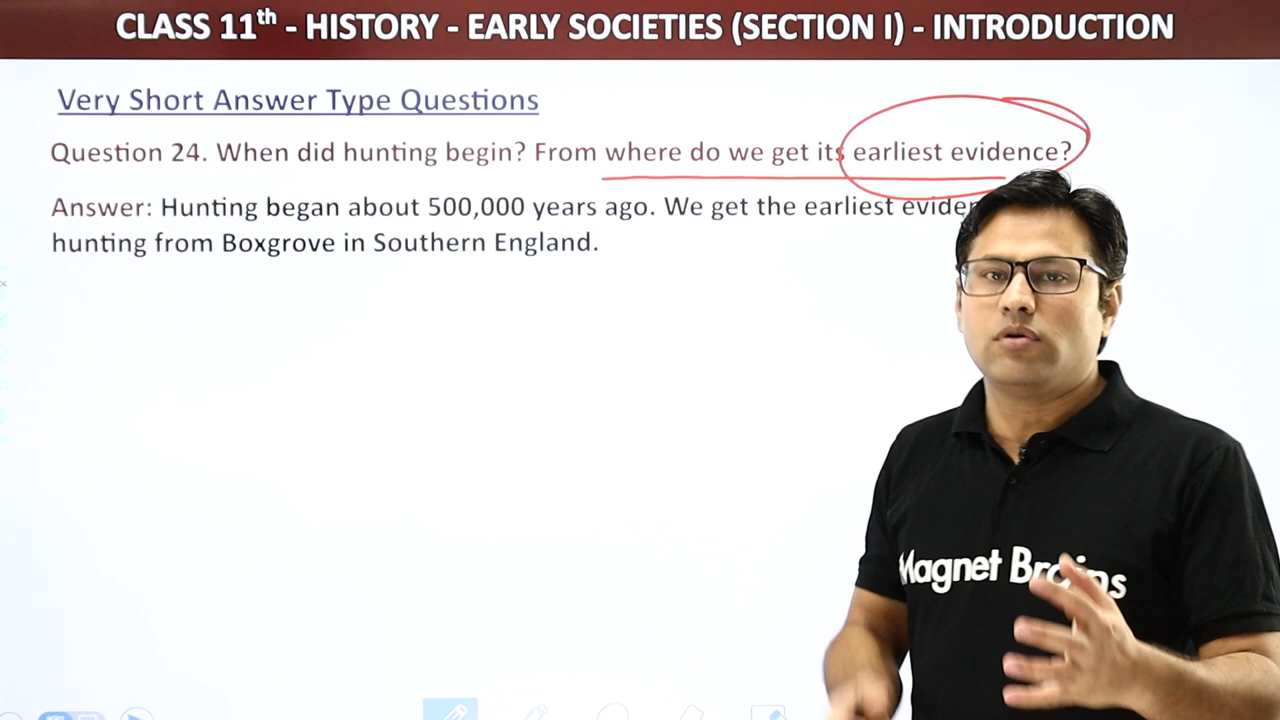 CLASS 11th - HISTORY - EARLY SOCIETIES (SECTION I) - INTRODUCTION
Very Short Answer Type Questions
Question 24. When did hunting begin? From where do we get its earliest evidence?
Answer: Hunting began about 500,000 years ago. We get the earliest
hunting from Boxgrove in Southern England.
Magnet Brains